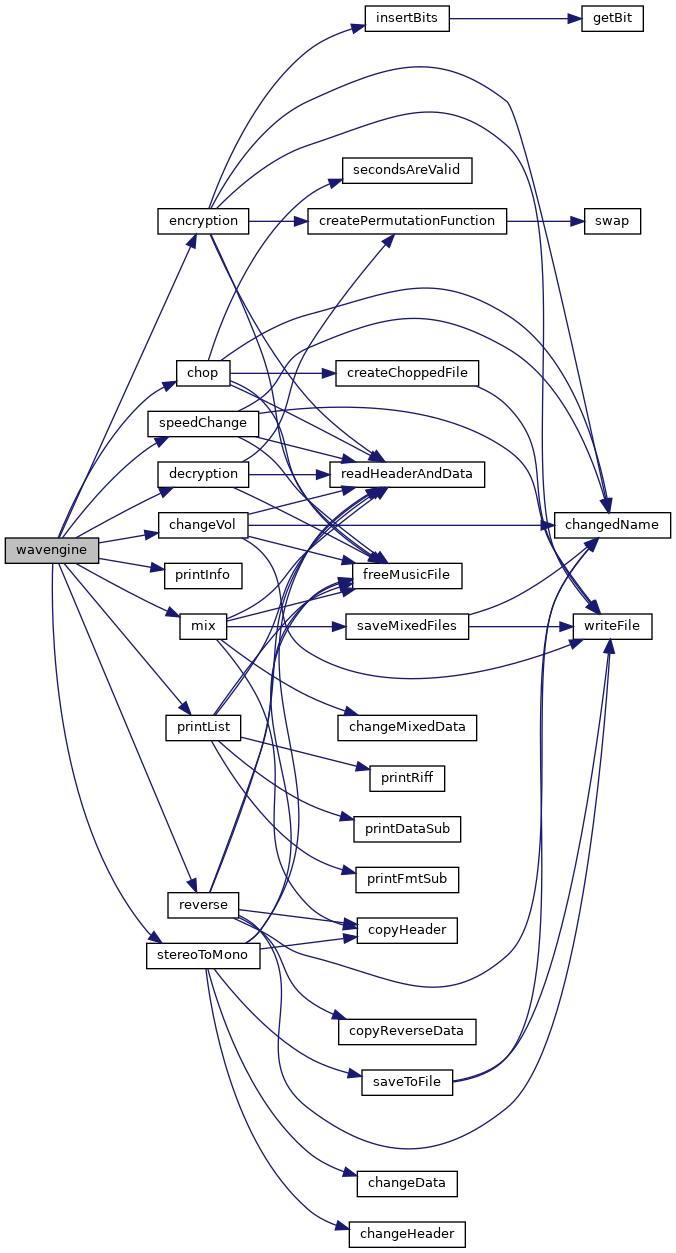 insertBits
getBit
secondsAreValid
encryption
createPermutationFunction
swap
chop
createChoppedFile
speedChange
decryption
readHeaderAndData
changeVol
changedName
wavengine
printInfo
freeMusicFile
mix
saveMixedFiles
writeFile
printList
changeMixedData
printRiff
printDataSub
printFmtSub
reverse
copyHeader
stereoToMono
copyReverseData
saveToFile
changeData
changeHeader